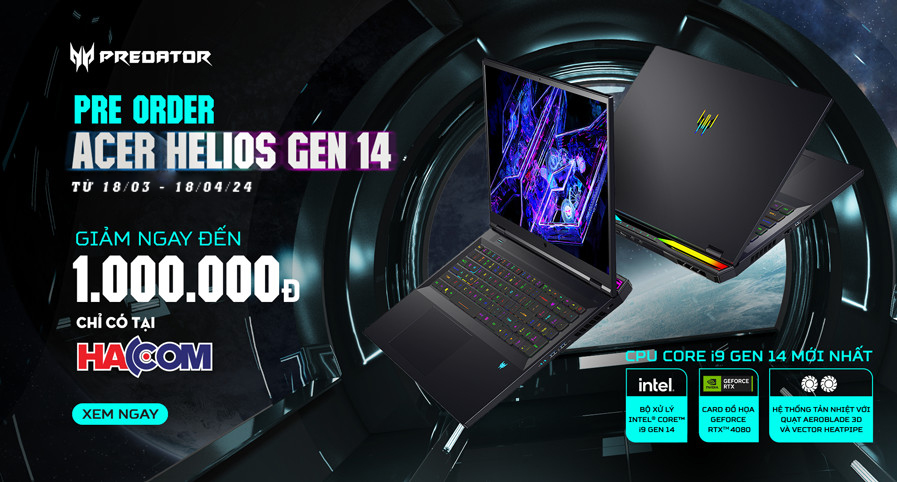 PREDATOR
PRE ORDER
ACER HELIOS GEN 14
TỪ 18/03 - 18/04/24
GIẢM NGAY ĐẾN
1.000.000Đ
CHỈ CÓ TẠI
HACOM
XEM NGAY
CPU CORE i9 GEN 14 MỚI NHẤT
intel.
BỘ XỬ LÝ
INTEL® CORE™
i9 GEN 14
NVIDIA
GEFORCE
RTX
CARD ĐỒ HỌA
GEFORCE
RTX™ 4080
HỆ THỐNG TẢN NHIỆT VỚI
QUẠT AEROBLADE 3D
VÀ VECTOR HEATPIPE